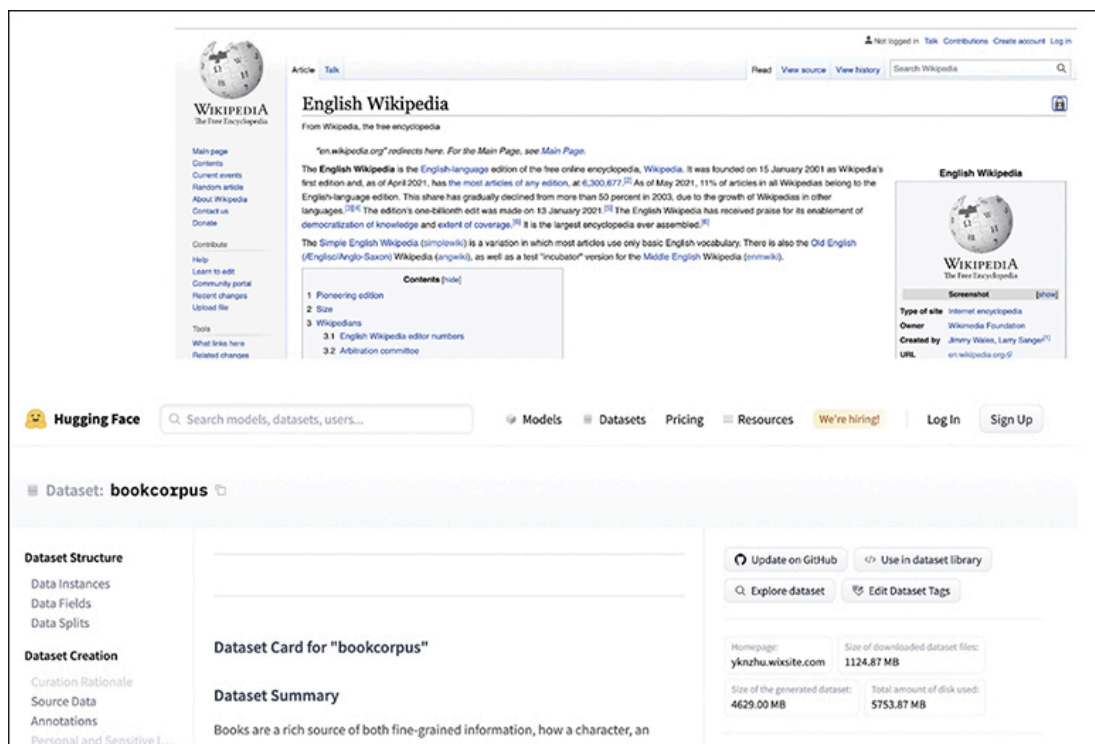 Not logged in Talk Contributions Create account Log in
Article Talk
Read View source View history Search Wikipedia
WIKIPEDIA
The Free Encyclopedia
Main page
Contents
Current events
Random article
About Wikipedia
Contact us
Donate
Contribute
Help
Learn to edit
Community portal
Recent changes
Upload file
Tools
What links here
Related changes
English Wikipedia
From Wikipedia, the free encyclopedia
"en.wikipedia.org" redirects here. For the Main Page, see Main Page.
The English Wikipedia is the English-language edition of the free online encyclopedia, Wikipedia. It was founded on 15 January 2001 as Wikipedia's
first edition and, as of April 2021, has the most articles of any edition, at 6,300,677.[2] As of May 2021, 11% of articles in all Wikipedias belong to the
English-language edition. This share has gradually declined from more than 50 percent in 2003, due to the growth of Wikipedias in other
languages.[3][4] The edition's one-billionth edit was made on 13 January 2021.[5] The English Wikipedia has received praise for its enablement of
democratization of knowledge and extent of coverage.[6] It is the largest encyclopedia ever assembled.[6]
The Simple English Wikipedia (simplewiki) is a variation in which most articles use only basic English vocabulary. There is also the Old English
(Ænglisc/Anglo-Saxon) Wikipedia (angwiki), as well as a test "incubator" version for the Middle English Wikipedia (enmwiki).
Contents [hide]
1 Pioneering edition
2 Size
3 Wikipedians
3.1 English Wikipedia editor numbers
3.2 Arbitration committee
English Wikipedia
WIKIPEDIA
The Free Encyclopedia
Screenshot [show]
Type of site Internet encyclopedia
Owner Wikimedia Foundation
Created by Jimmy Wales, Larry Sanger[1]
URL en.wikipedia.org
Hugging Face Search models, datasets, users... Models Datasets Pricing Resources We're hiring! Log In Sign Up
Dataset: bookcorpus
Dataset Structure
Data Instances
Data Fields
Data Splits
Dataset Creation
Curation Rationale
Source Data
Annotations
Personal and Sensitive I...
Dataset Card for "bookcorpus"
Dataset Summary
Books are a rich source of both fine-grained information, how a character, an
Update on GitHub </> Use in dataset library
Explore dataset Edit Dataset Tags
Homepage:
yknzhu.wixsite.com
Size of downloaded dataset files:
1124.87 MB
Size of the generated dataset:
4629.00 MB
Total amount of disk used:
5753.87 MB